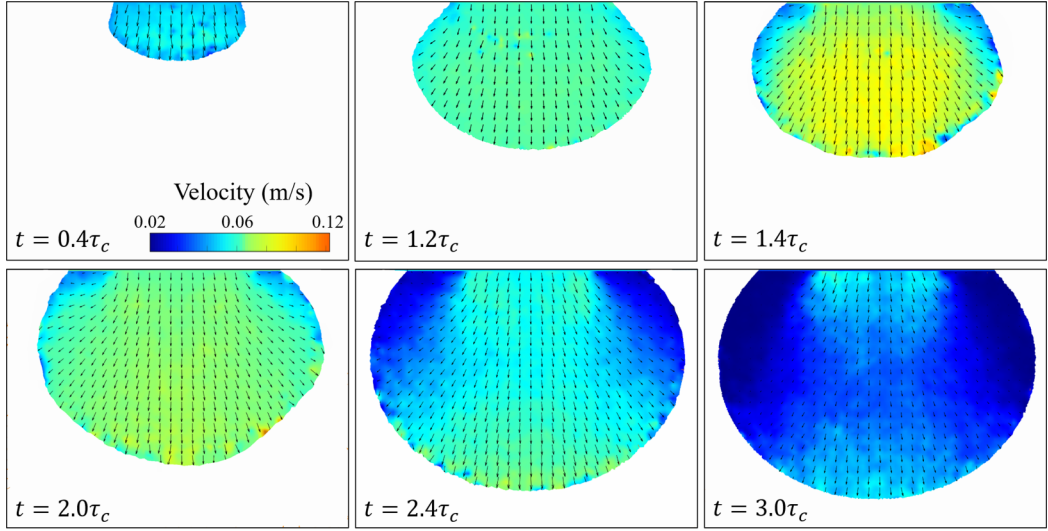 Velocity (m/s)
0.02 0.06 0.12
t = 0.4τc
t = 1.2τc
t = 1.4τc
t = 2.0τc
t = 2.4τc
t = 3.0τc